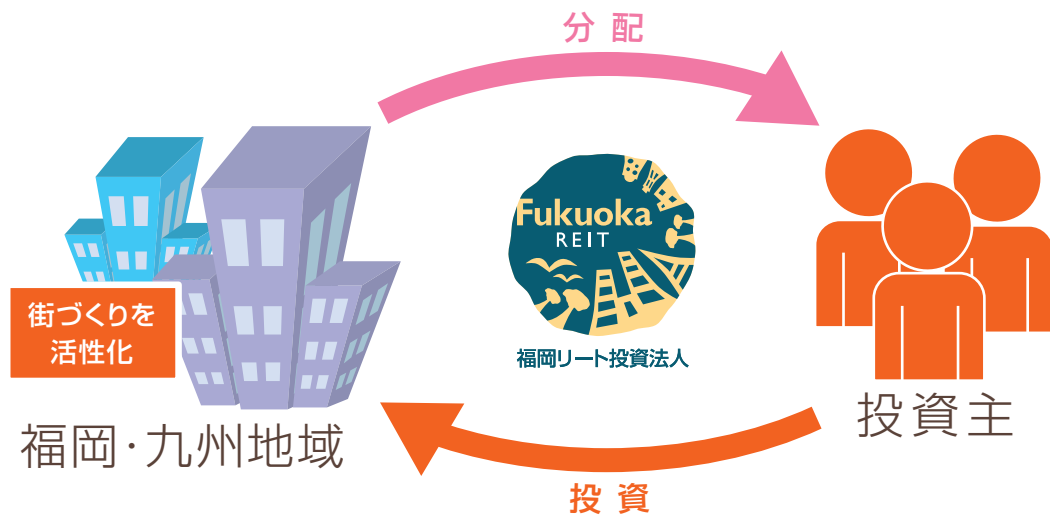 分配
Fukuoka
REIT
福岡リート投資法人
街づくりを
活性化
福岡・九州地域
投資主
投資